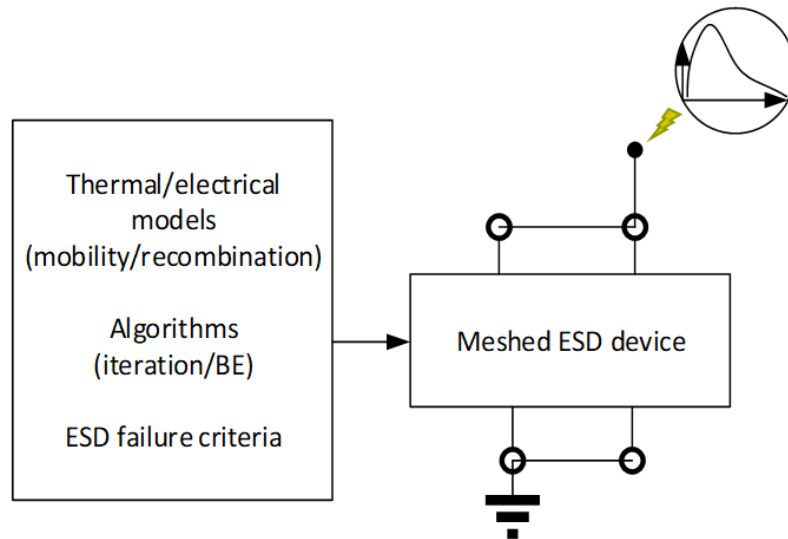 Thermal/electrical
models
(mobility/recombination)
Algorithms
(iteration/BE)
ESD failure criteria
Meshed ESD device